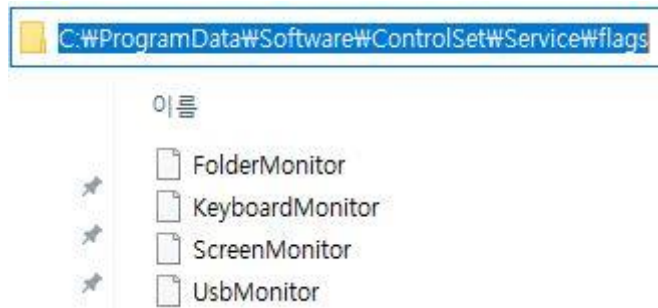 C:₩ProgramData₩Software₩ControlSet₩Service₩flags
이름
FolderMonitor
KeyboardMonitor
ScreenMonitor
UsbMonitor